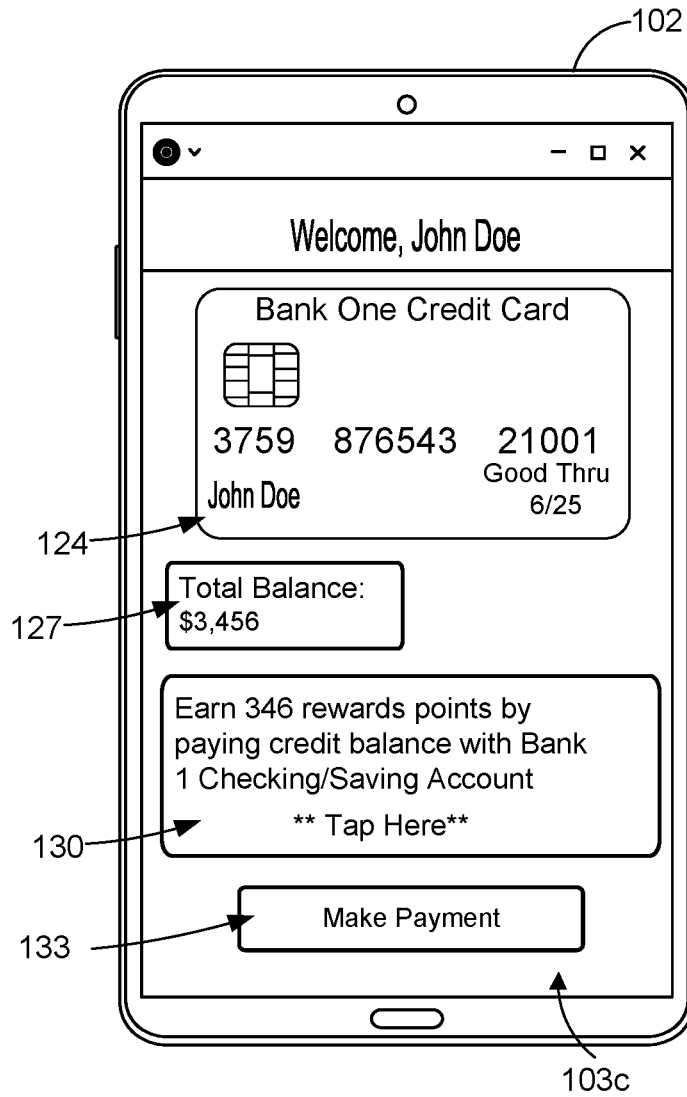 102
Welcome, John Doe
Bank One Credit Card
3759 876543 21001
Good Thru
John Doe
6/25
124
Total Balance:
127
$3,456
Earn 346 rewards points by
paying credit balance with Bank
1 Checking/Saving Account
** Tap Here**
130
Make Payment
133
103c